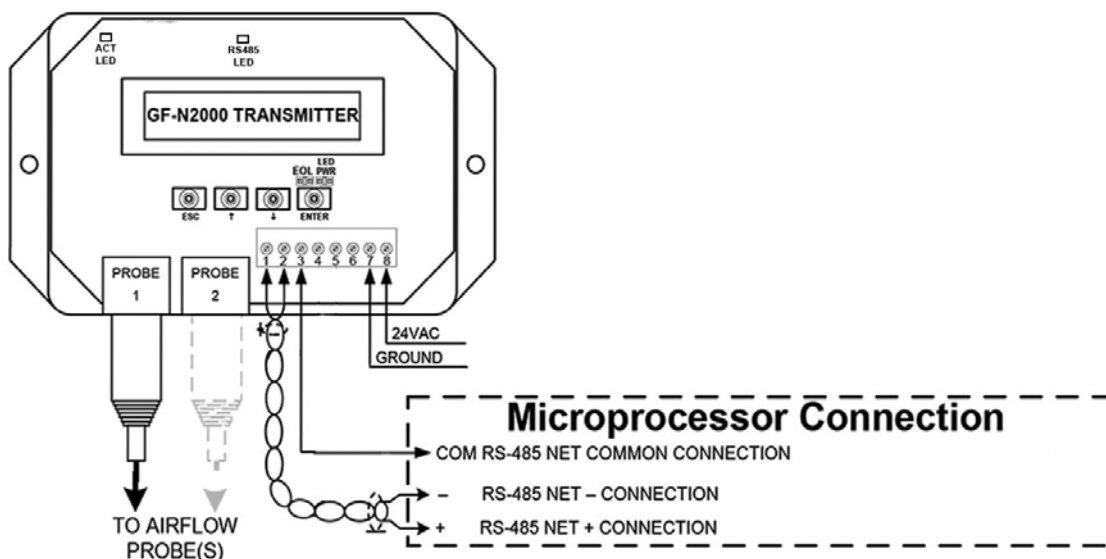 ACT
LED
RS485
LED
GF-N2000 TRANSMITTER
EOL
LED
PWR
ESC
↑
↓
ENTER
1 2 3 4 5 6 7 8
PROBE
1
PROBE
2
24VAC
GROUND
Microprocessor Connection
COM RS-485 NET COMMON CONNECTION
– RS-485 NET – CONNECTION
+ RS-485 NET + CONNECTION
TO AIRFLOW
PROBE(S)